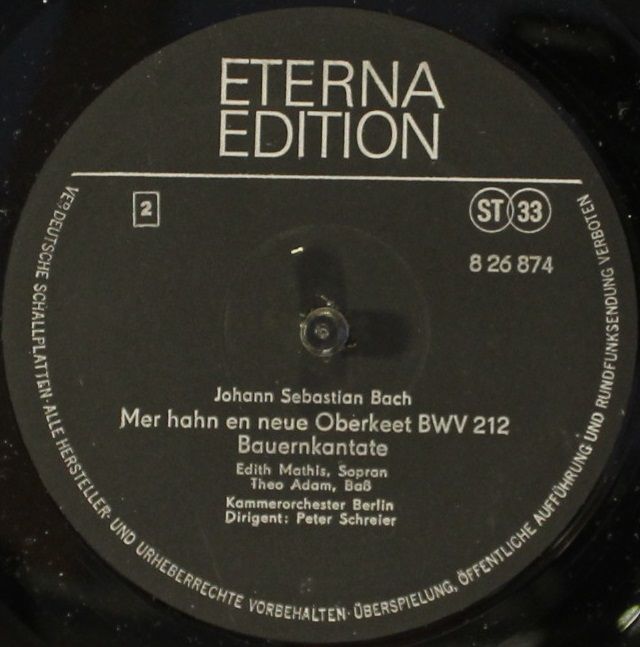 ETERNA
EDITION
2
ST 33
8 26 874
Johann Sebastian Bach
Mer hahn en neue Oberkeet BWV 212
Bauernkantate
Edith Mathis, Sopran
Theo Adam, Baß
Kammerorchester Berlin
Dirigent: Peter Schreier
VEB DEUTSCHE SCHALLPLATTEN · ALLE HERSTELLER- UND URHEBERRECHTE VORBEHALTEN · ÜBERSPIELUNG, ÖFFENTLICHE AUFFÜHRUNG UND RUNDFUNKSENDUNG VERBOTEN